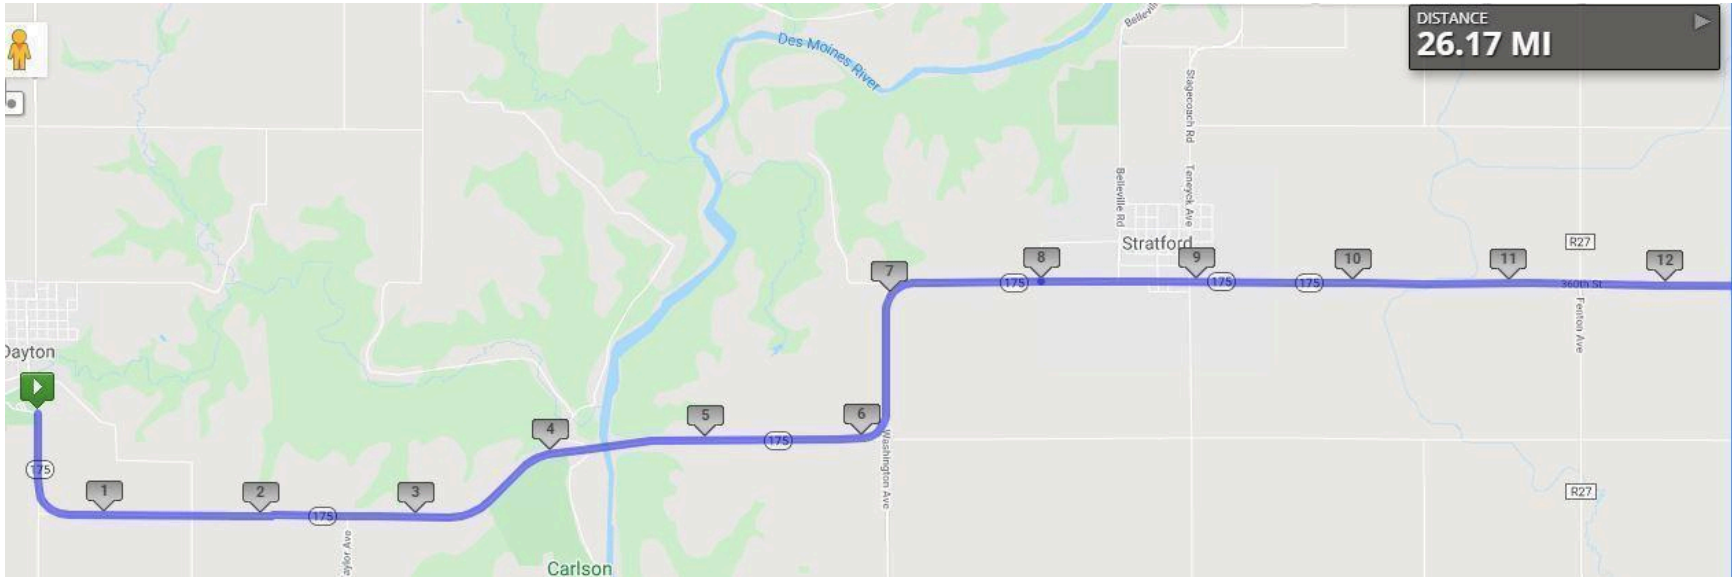 DISTANCE
26.17 MI
Des Moines River
Stagecoach Rd
Belleville Rd
Teneyck Ave
Stratford
R27
7
8
9
10
11
12
175
175
175
360th St
Fenton Ave
Dayton
4
5
6
175
Washington Ave
175
1
2
3
175
R27
Carlson